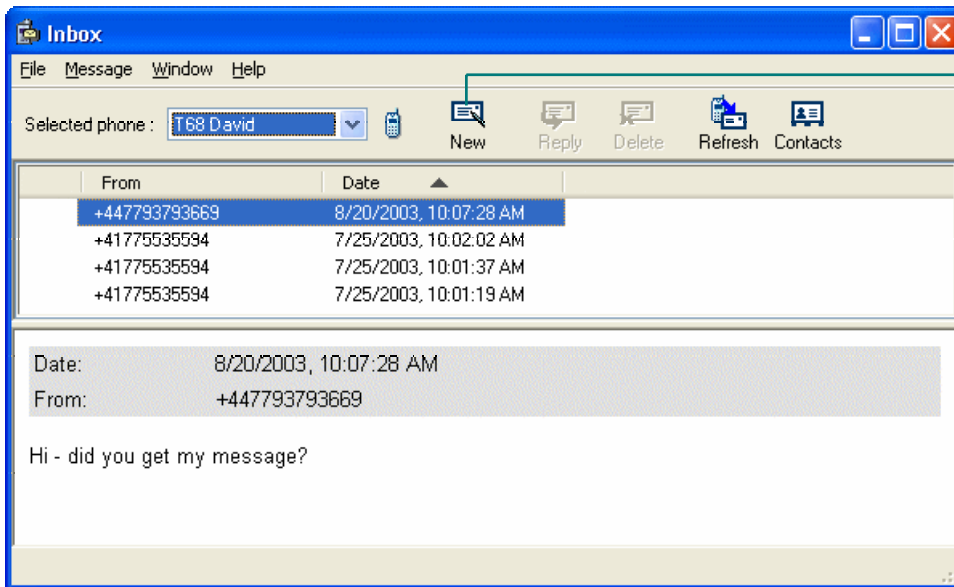 Inbox
File Message Window Help
Selected phone : T68 David
New Reply Delete Refresh Contacts
From Date
+447793793669 8/20/2003, 10:07:28 AM
+41775535594 7/25/2003, 10:02:02 AM
+41775535594 7/25/2003, 10:01:37 AM
+41775535594 7/25/2003, 10:01:19 AM
Date: 8/20/2003, 10:07:28 AM
From: +447793793669
Hi - did you get my message?